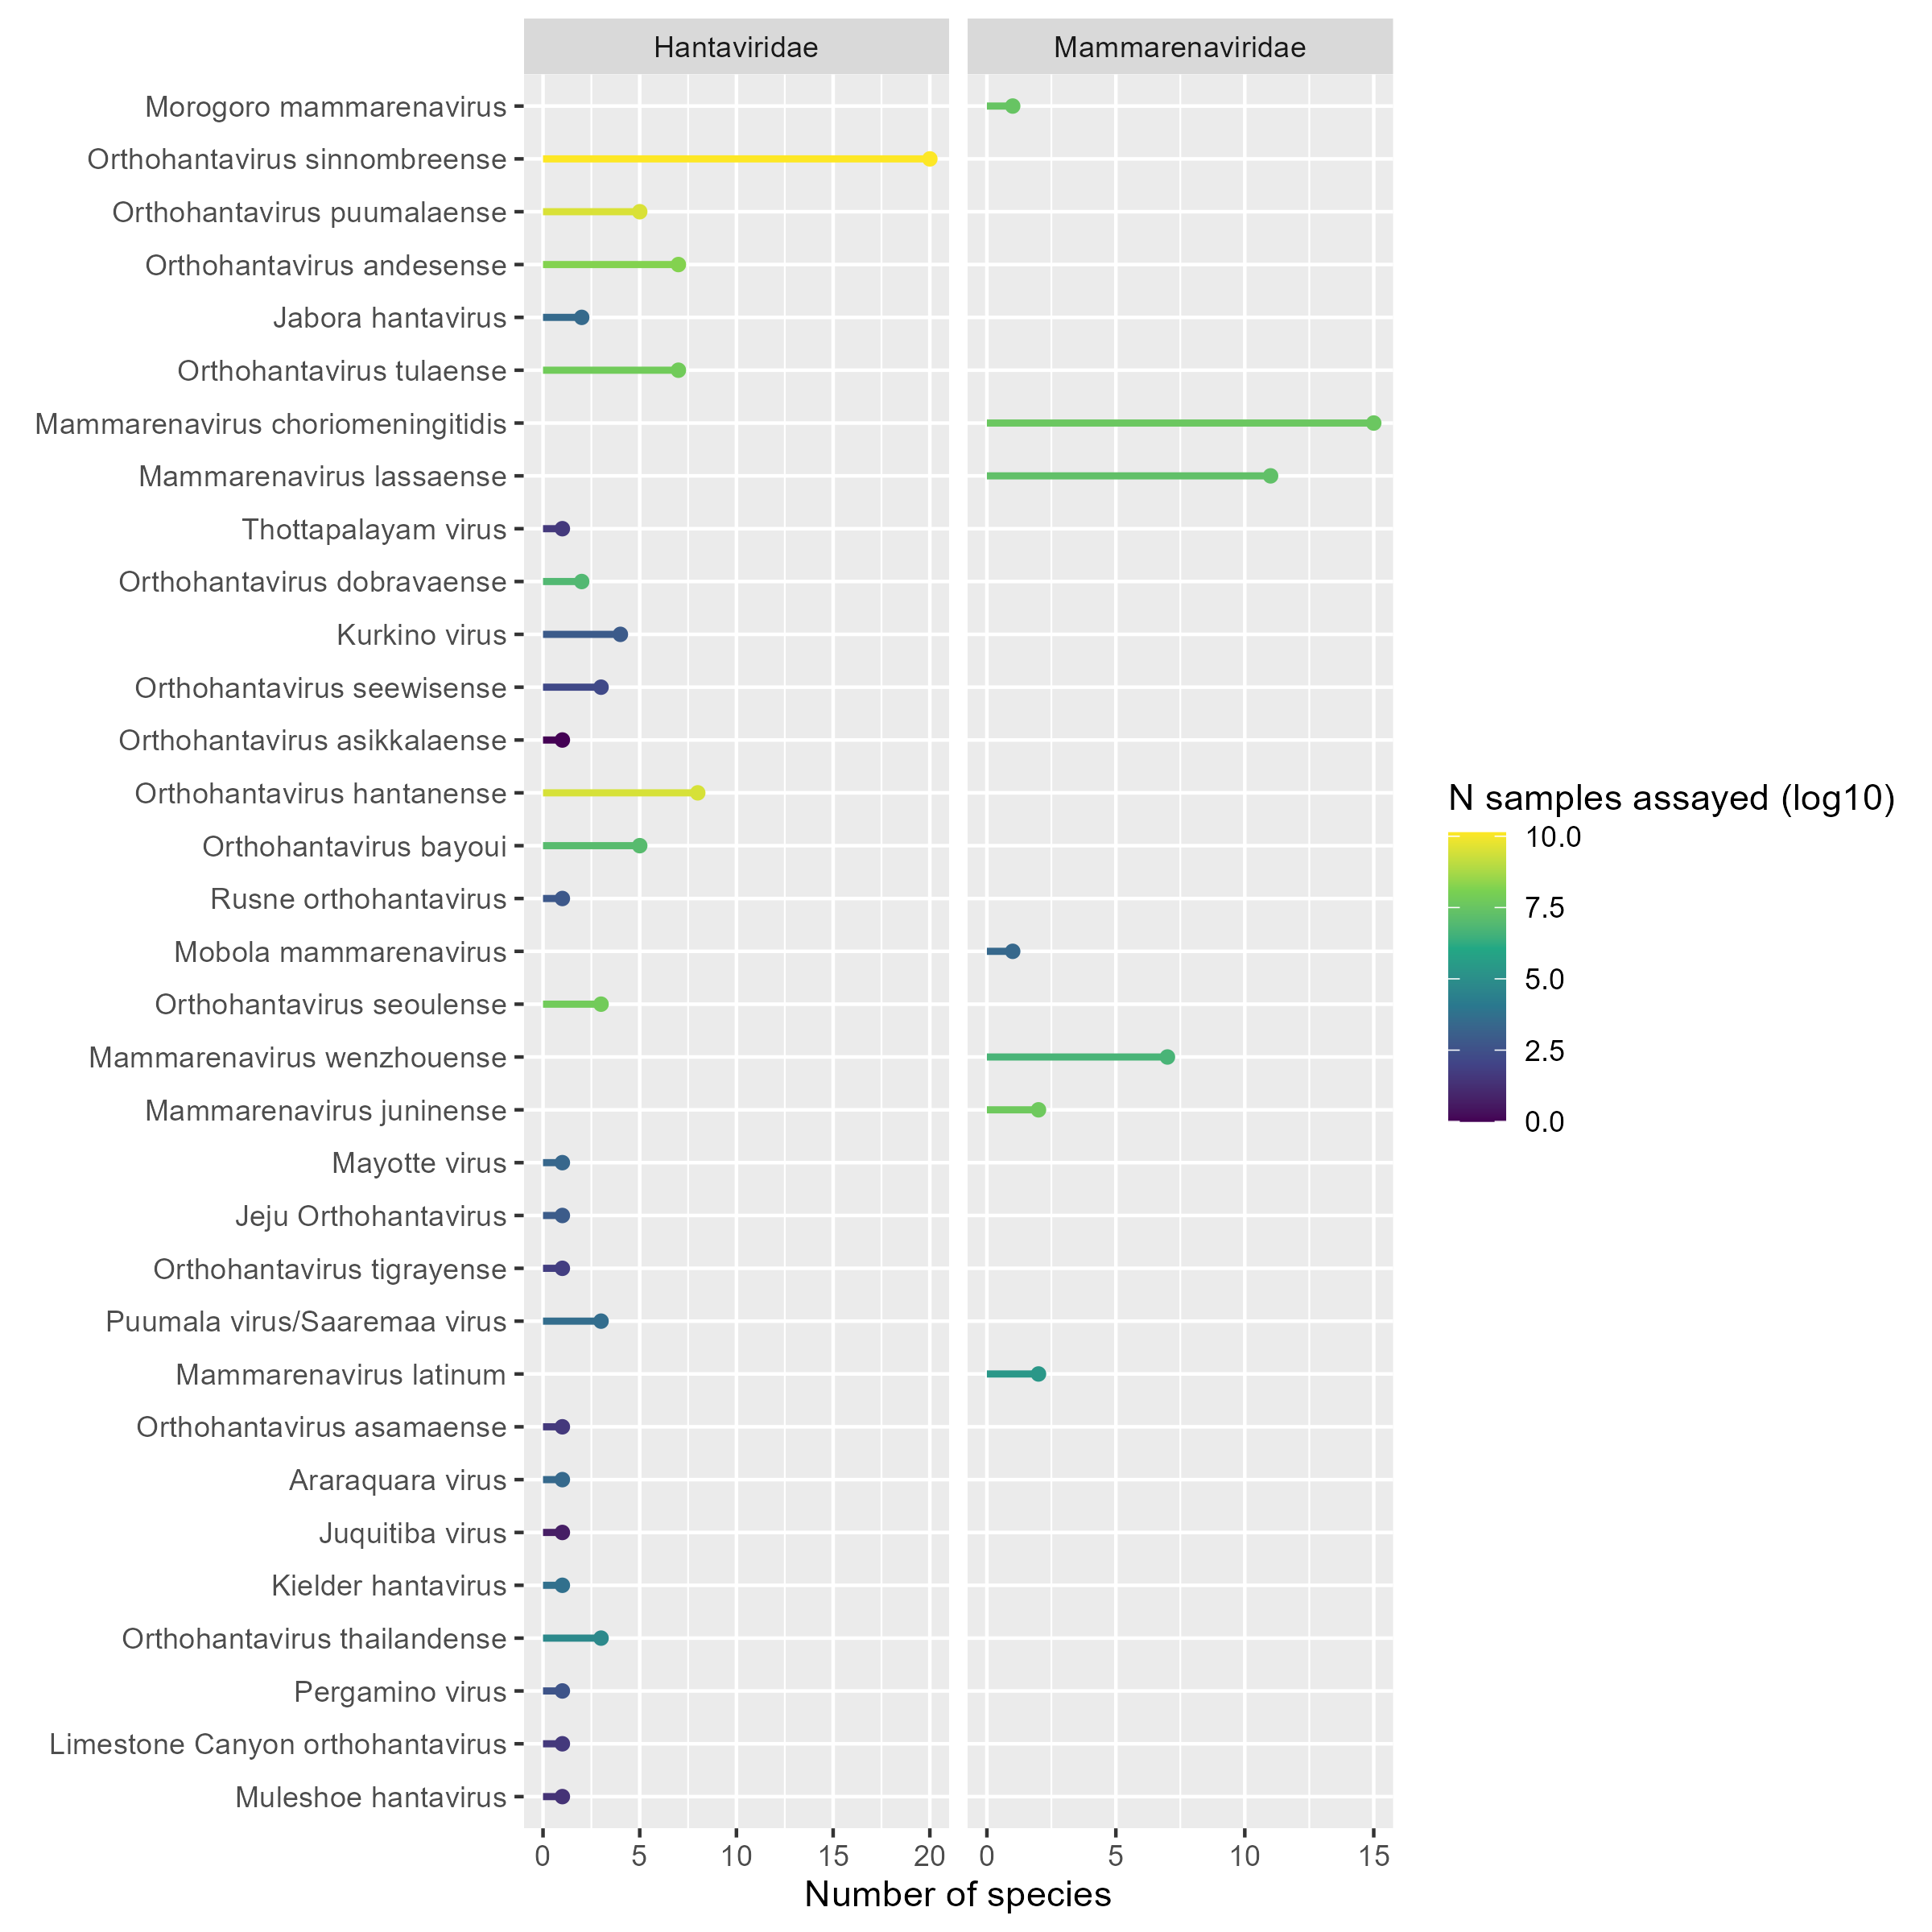 Hantaviridae
Mammarenaviridae
Morogoro mammarenavirus
Orthohantavirus sinnombreense
Orthohantavirus puumalaense
Orthohantavirus andesense
Jabora hantavirus
Orthohantavirus tulaense
Mammarenavirus choriomeningitidis
Mammarenavirus lassaense
Thottapalayam virus
Orthohantavirus dobravaense
Kurkino virus
Orthohantavirus seewisense
Orthohantavirus asikkalaense
Orthohantavirus hantanense
Orthohantavirus bayoui
Rusne orthohantavirus
Mobola mammarenavirus
Orthohantavirus seoulense
Mammarenavirus wenzhouense
Mammarenavirus juninense
Mayotte virus
Jeju Orthohantavirus
Orthohantavirus tigrayense
Puumala virus/Saaremaa virus
Mammarenavirus latinum
Orthohantavirus asamaense
Araraquara virus
Juquitiba virus
Kielder hantavirus
Orthohantavirus thailandense
Pergamino virus
Limestone Canyon orthohantavirus
Muleshoe hantavirus
0 5 10 15 20
0 5 10 15
Number of species
N samples assayed (log10)
10.0
7.5
5.0
2.5
0.0